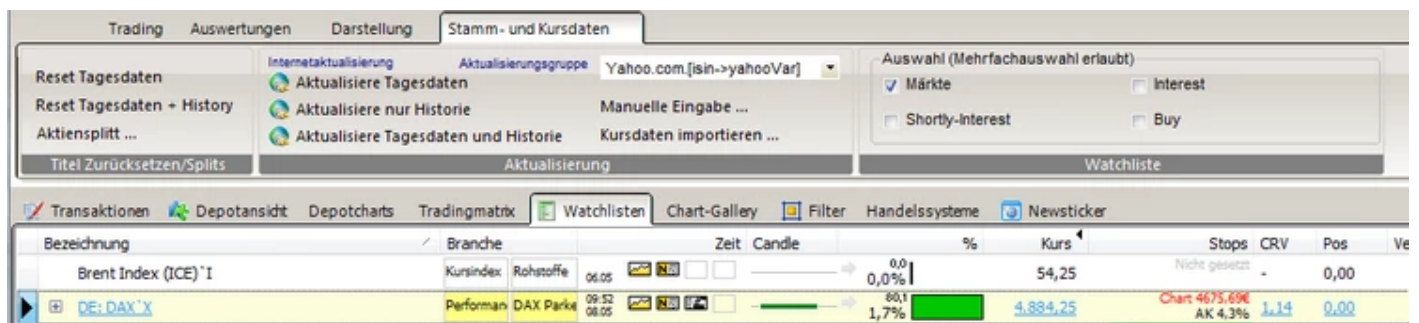 Trading Auswertungen Darstellung Stamm- und Kursdaten
Reset Tagesdaten
Reset Tagesdaten + History
Aktiensplitt ...
Titel Zurücksetzen/Splits
Internetaktualisierung Aktualisierungsgruppe Yahoo.com.[isin->yahooVar]
Aktualisiere Tagesdaten
Aktualisiere nur Historie Manuelle Eingabe ...
Aktualisiere Tagesdaten und Historie Kursdaten importieren ...
Aktualisierung
Auswahl (Mehrfachauswahl erlaubt)
Märkte Interest
Shortly-Interest Buy
Watchliste
Transaktionen Depotansicht Depotcharts Tradingmatrix Watchlisten Chart-Gallery Filter Handelssysteme Newsticker
Bezeichnung Branche Zeit Candle % Kurs Stops CRV Pos Ve
Brent Index (ICE)`I Kursindex Rohstoffe 06.05 0,0 0,0% 54,25 Nicht gesetzt - 0,00
DE: DAX`X Performan DAX Parke 09:52 08.05 80,1 1,7% 4.884,25 Chart 4675,69€ AK 4,3% 1,14 0,00